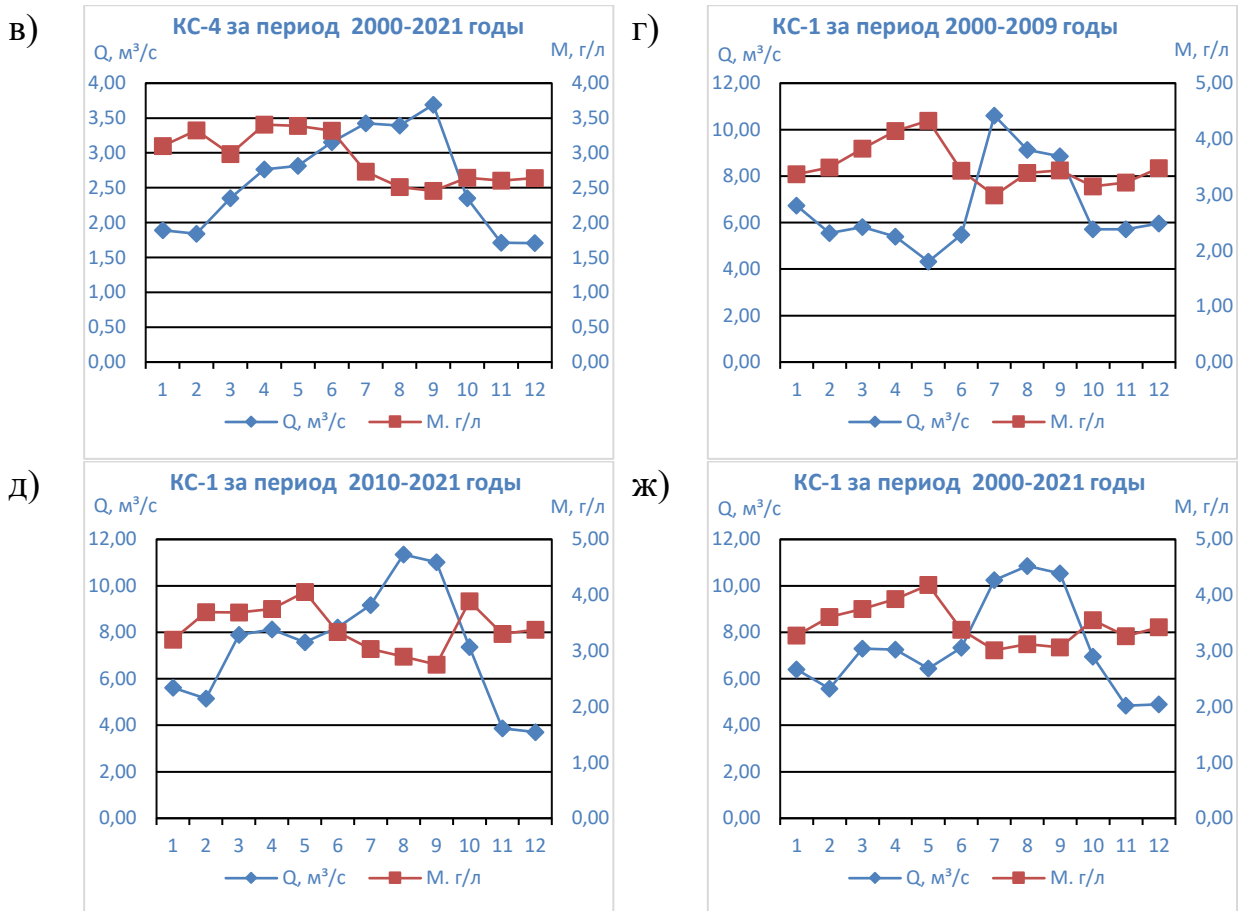 в)
КС-4 за период 2000-2021 годы
Q, м³/с
М, г/л
4,00
3,50
3,00
2,50
2,00
1,50
1,00
0,50
0,00
4,00
3,50
3,00
2,50
2,00
1,50
1,00
0,50
0,00
1 2 3 4 5 6 7 8 9 10 11 12
Q, м³/с М. г/л
г)
КС-1 за период 2000-2009 годы
Q, м³/с
М, г/л
12,00
10,00
8,00
6,00
4,00
2,00
0,00
5,00
4,00
3,00
2,00
1,00
0,00
1 2 3 4 5 6 7 8 9 10 11 12
Q, м³/с М. г/л
д)
КС-1 за период 2010-2021 годы
Q, м³/с
М, г/л
12,00
10,00
8,00
6,00
4,00
2,00
0,00
5,00
4,00
3,00
2,00
1,00
0,00
1 2 3 4 5 6 7 8 9 10 11 12
Q, м³/с М. г/л
ж)
КС-1 за период 2000-2021 годы
Q, м³/с
М, г/л
12,00
10,00
8,00
6,00
4,00
2,00
0,00
5,00
4,00
3,00
2,00
1,00
0,00
1 2 3 4 5 6 7 8 9 10 11 12
Q, м³/с М. г/л